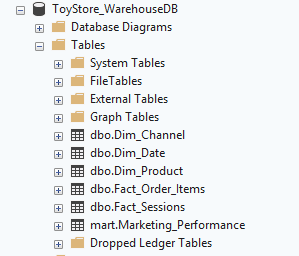 ToyStore_WarehouseDB
Database Diagrams
Tables
System Tables
FileTables
External Tables
Graph Tables
dbo.Dim_Channel
dbo.Dim_Date
dbo.Dim_Product
dbo.Fact_Order_Items
dbo.Fact_Sessions
mart.Marketing_Performance
Dropped Ledger Tables